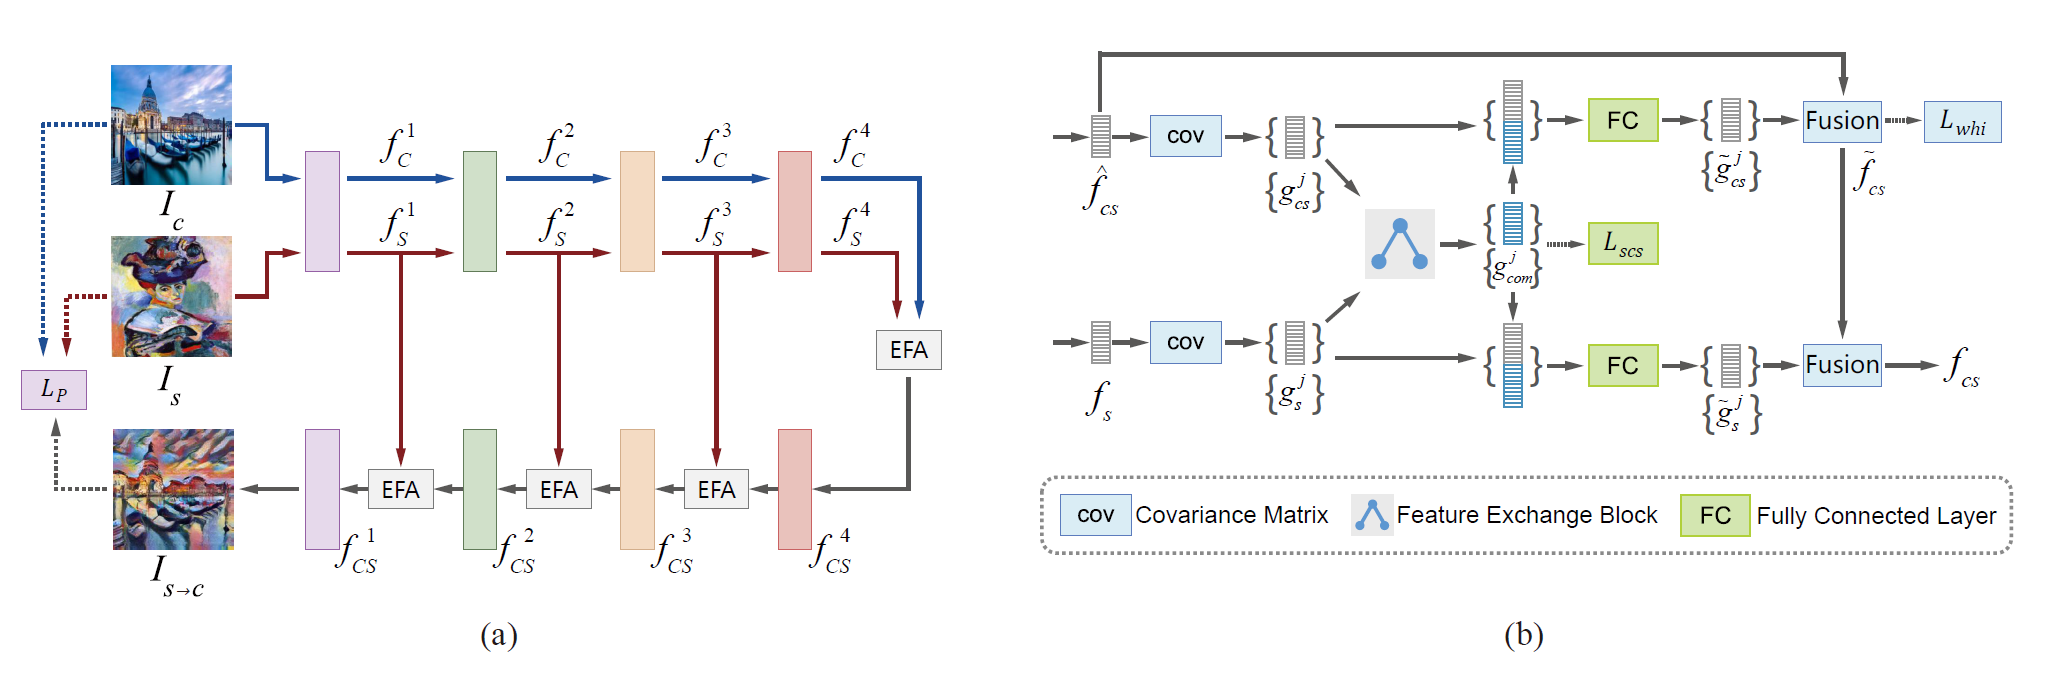 I_c
I_s
L_P
I_{s→c}
f_C^1
f_C^2
f_C^3
f_C^4
f_S^1
f_S^2
f_S^3
f_S^4
EFA
EFA
EFA
EFA
f_{CS}^1
f_{CS}^2
f_{CS}^3
f_{CS}^4
(a)
\hat{f}_{cs}
cov
{ }
{g_{cs}^j}
{ }
FC
{ }
{\tilde{g}_{cs}^j}
Fusion
L_{whi}
\tilde{f}_{cs}
{ }
{g_{com}^j}
L_{scs}
f_s
cov
{ }
{g_s^j}
{ }
FC
{ }
{\tilde{g}_s^j}
Fusion
f_{cs}
cov Covariance Matrix
Feature Exchange Block
FC Fully Connected Layer
(b)